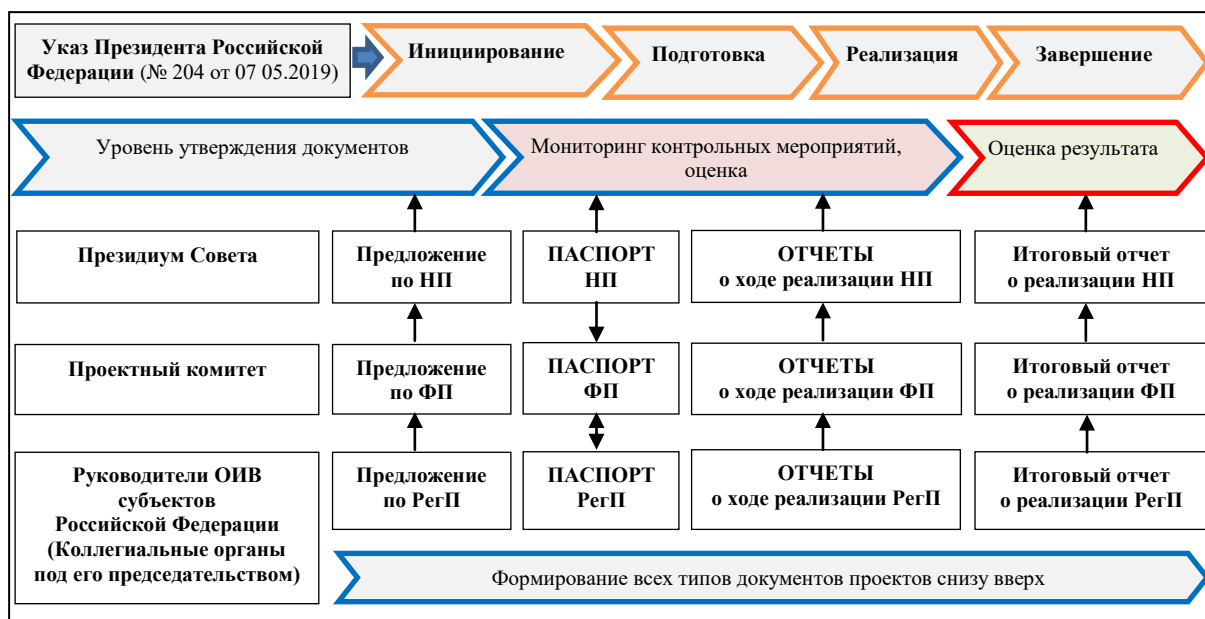 Указ Президента Российской
Федерации (№ 204 от 07 05.2019)
Инициирование
Подготовка
Реализация
Завершение
Уровень утверждения документов
Мониторинг контрольных мероприятий,
оценка
Оценка результата
Президиум Совета
Предложение
по НП
ПАСПОРТ
НП
ОТЧЕТЫ
о ходе реализации НП
Итоговый отчет
о реализации НП
Проектный комитет
Предложение
по ФП
ПАСПОРТ
ФП
ОТЧЕТЫ
о ходе реализации ФП
Итоговый отчет
о реализации ФП
Руководители ОИВ
субъектов
Российской Федерации
(Коллегиальные органы
под его председательством)
Предложение
по РегП
ПАСПОРТ
РегП
ОТЧЕТЫ
о ходе реализации РегП
Итоговый отчет
о реализации РегП
Формирование всех типов документов проектов снизу вверх